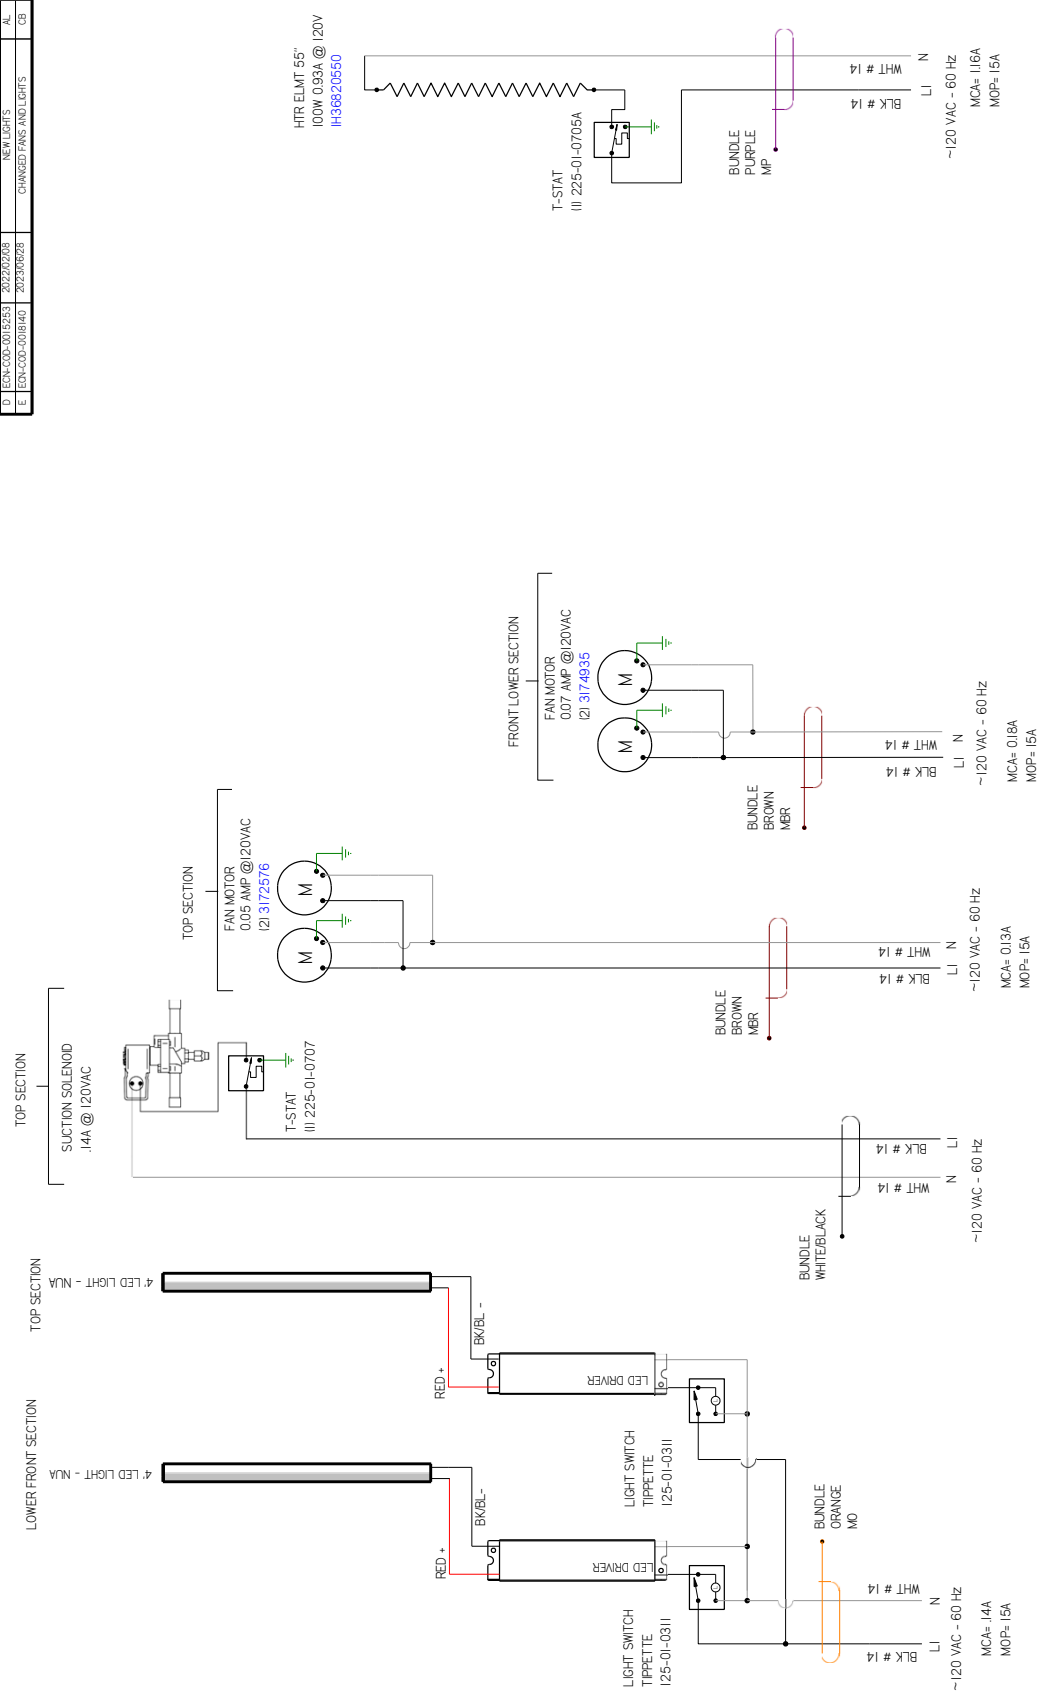 LOWER FRONT SECTION
4' LED LIGHT - NUA
RED +
BK/BL-
LED DRIVER
LIGHT SWITCH
TIPPETTE
125-01-0311
BUNDLE
ORANGE
MO
BLK # 14
WHT # 14
L1
N
~120 VAC - 60 Hz
MCA= .14A
MOP= 15A
TOP SECTION
4' LED LIGHT - NUA
RED +
BK/BL -
LED DRIVER
LIGHT SWITCH
TIPPETTE
125-01-0311
TOP SECTION
SUCTION SOLENOID
.14A @ 120VAC
T-STAT
(1) 225-01-0707
BUNDLE
WHITE/BLACK
WHT # 14
BLK # 14
N
L1
~120 VAC - 60 Hz
TOP SECTION
FAN MOTOR
0.05 AMP @120VAC
(2) 3172576
M
M
BUNDLE
BROWN
MBR
BLK # 14
WHT # 14
L1
N
~120 VAC - 60 Hz
MCA= 0.13A
MOP= 15A
FRONT LOWER SECTION
FAN MOTOR
0.07 AMP @120VAC
(2) 3174935
M
M
BUNDLE
BROWN
MBR
BLK # 14
WHT # 14
L1
N
~120 VAC - 60 Hz
MCA= 0.18A
MOP= 15A
HTR ELMT 55"
100W 0.93A @ 120V
1H36820550
T-STAT
(1) 225-01-0705A
BUNDLE
PURPLE
MP
WHT # 14
BLK # 14
N
L1
~120 VAC - 60 Hz
MCA= 1.16A
MOP= 15A
D ECN-COD-0015253 2022/02/08 NEW LIGHTS AL
E ECN-COD-0018140 2023/06/28 CHANGED FANS AND LIGHTS CB